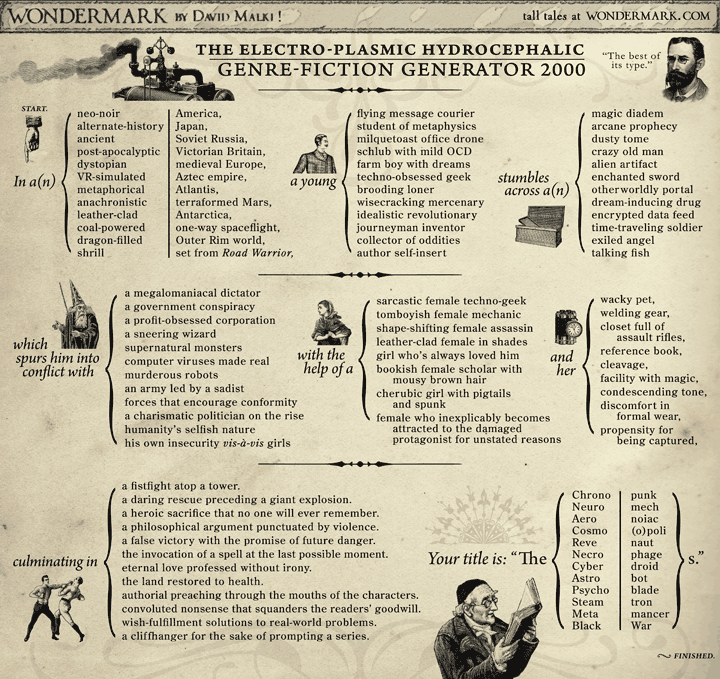 WONDERMARK BY DAVID MALKI !
tall tales at WONDERMARK.COM
THE ELECTRO-PLASMIC HYDROCEPHALIC
GENRE-FICTION GENERATOR 2000
"The best of
its type."
START.
In a(n)
neo-noir
alternate-history
ancient
post-apocalyptic
dystopian
VR-simulated
metaphorical
anachronistic
leather-clad
coal-powered
dragon-filled
shrill
America,
Japan,
Soviet Russia,
Victorian Britain,
medieval Europe,
Aztec empire,
Atlantis,
terraformed Mars,
Antarctica,
one-way spaceflight,
Outer Rim world,
set from Road Warrior,
a young
flying message courier
student of metaphysics
milquetoast office drone
schlub with mild OCD
farm boy with dreams
techno-obsessed geek
brooding loner
wisecracking mercenary
idealistic revolutionary
journeyman inventor
collector of oddities
author self-insert
stumbles
across a(n)
magic diadem
arcane prophecy
dusty tome
crazy old man
alien artifact
enchanted sword
otherworldly portal
dream-inducing drug
encrypted data feed
time-traveling soldier
exiled angel
talking fish
which
spurs him into
conflict with
a megalomaniacal dictator
a government conspiracy
a profit-obsessed corporation
a sneering wizard
supernatural monsters
computer viruses made real
murderous robots
an army led by a sadist
forces that encourage conformity
a charismatic politician on the rise
humanity's selfish nature
his own insecurity vis-à-vis girls
with the
help of a
sarcastic female techno-geek
tomboyish female mechanic
shape-shifting female assassin
leather-clad female in shades
girl who's always loved him
bookish female scholar with
mousy brown hair
cherubic girl with pigtails
and spunk
female who inexplicably becomes
attracted to the damaged
protagonist for unstated reasons
and
her
wacky pet,
welding gear,
closet full of
assault rifles,
reference book,
cleavage,
facility with magic,
condescending tone,
discomfort in
formal wear,
propensity for
being captured,
culminating in
a fistfight atop a tower.
a daring rescue preceding a giant explosion.
a heroic sacrifice that no one will ever remember.
a philosophical argument punctuated by violence.
a false victory with the promise of future danger.
the invocation of a spell at the last possible moment.
eternal love professed without irony.
the land restored to health.
authorial preaching through the mouths of the characters.
convoluted nonsense that squanders the readers' goodwill.
wish-fulfillment solutions to real-world problems.
a cliffhanger for the sake of prompting a series.
Your title is: "The
Chrono
Neuro
Aero
Cosmo
Reve
Necro
Cyber
Astro
Psycho
Steam
Meta
Black
punk
mech
noiac
(o)poli
naut
phage
droid
bot
blade
tron
mancer
War
s."
~ FINISHED.